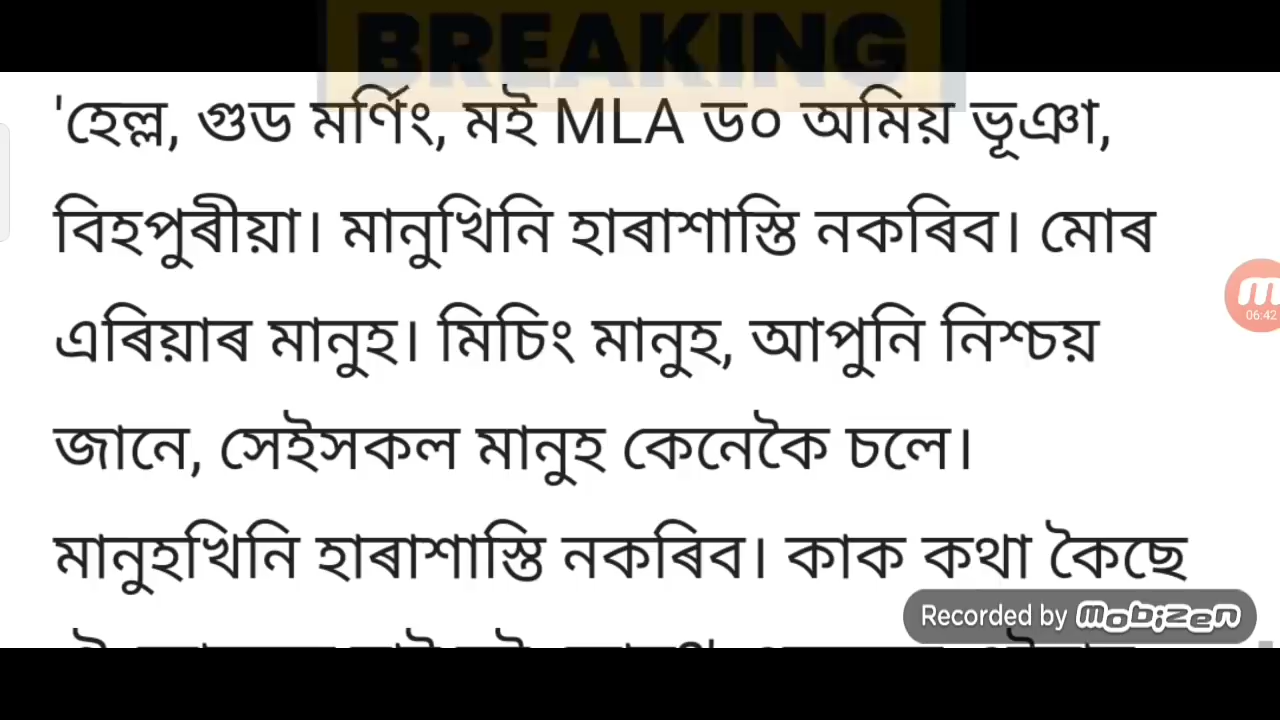 BREAKING
'হেল্ল, গুড মৰ্ণিং, মই MLA ড০ অমিয় ভূঞা,
বিহপুৰীয়া। মানুখিনি হাৰাশাস্তি নকৰিব। মোৰ
এৰিয়াৰ মানুহ। মিচিং মানুহ, আপুনি নিশ্চয়
জানে, সেইসকল মানুহ কেনেকৈ চলে।
মানুহখিনি হাৰাশাস্তি নকৰিব। কাক কথা কৈছে
06:42
Recorded by Mobizen